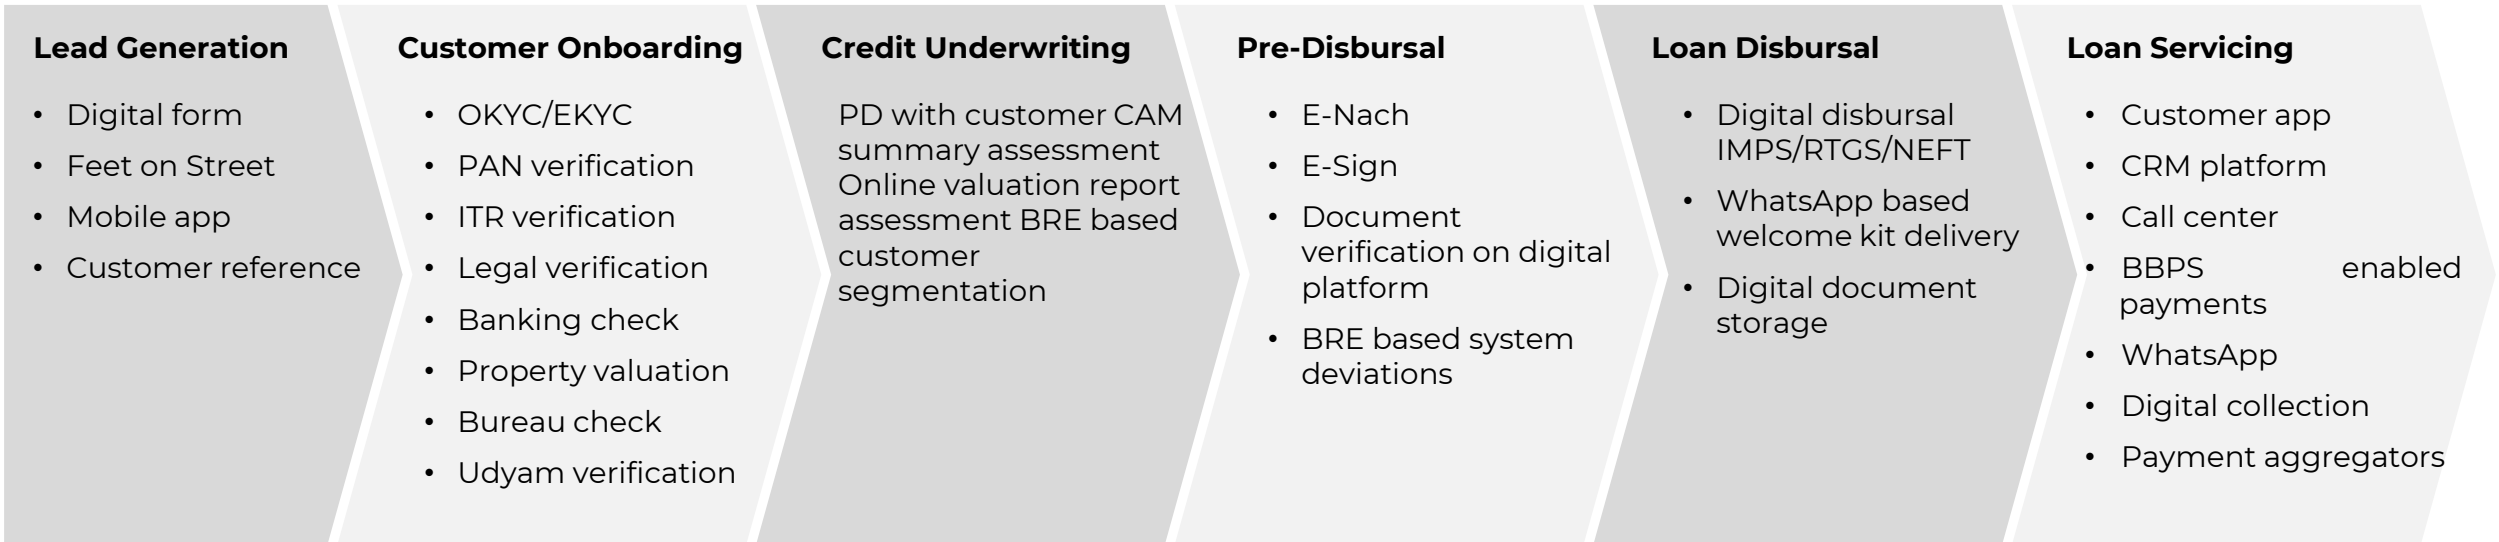 Lead Generation
• Digital form
• Feet on Street
• Mobile app
• Customer reference
Customer Onboarding
• OKYC/EKYC
• PAN verification
• ITR verification
• Legal verification
• Banking check
• Property valuation
• Bureau check
• Udyam verification
Credit Underwriting
PD with customer CAM
summary assessment
Online valuation report
assessment BRE based
customer
segmentation
Pre-Disbursal
• E-Nach
• E-Sign
• Document
verification on digital
platform
• BRE based system
deviations
Loan Disbursal
• Digital disbursal
IMPS/RTGS/NEFT
• WhatsApp based
welcome kit delivery
• Digital document
storage
Loan Servicing
• Customer app
• CRM platform
• Call center
• BBPS enabled
payments
• WhatsApp
• Digital collection
• Payment aggregators